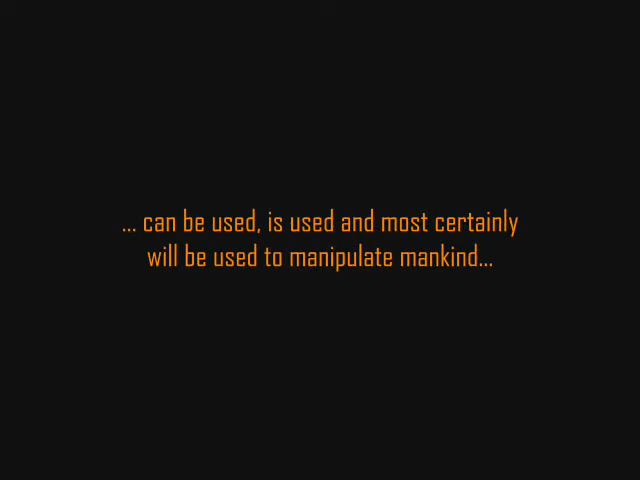 ... can be used, is used and most certainly
will be used to manipulate mankind...